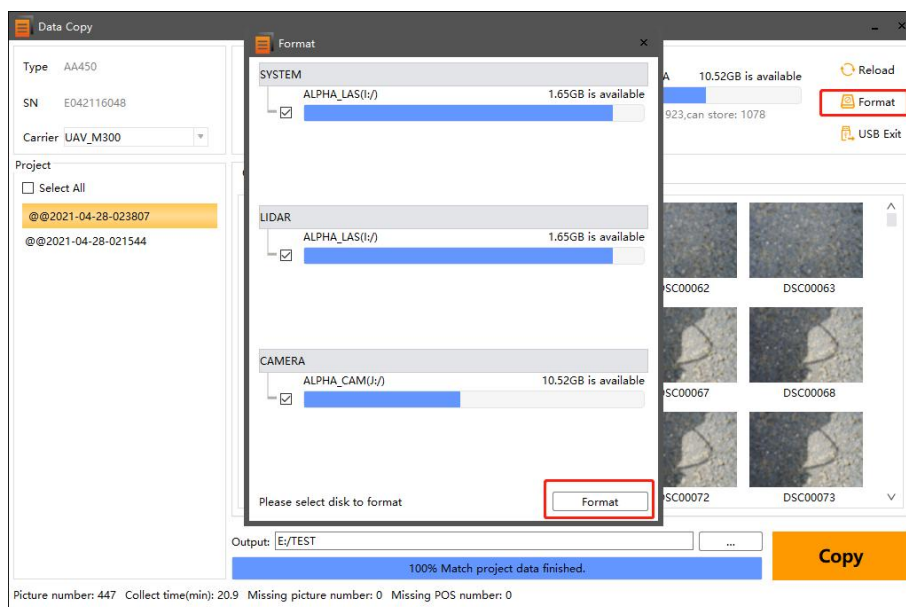 Data Copy
Type AA450
SN E042116048
Carrier UAV_M300
Project
Select All
@@2021-04-28-023807
@@2021-04-28-021544
Format
SYSTEM
ALPHA_LAS(I:/) 1.65GB is available
LIDAR
ALPHA_LAS(I:/) 1.65GB is available
CAMERA
ALPHA_CAM(J:/) 10.52GB is available
Please select disk to format
Format
A 10.52GB is available
923,can store: 1078
Reload
Format
USB Exit
SC00062 DSC00063
SC00067 DSC00068
SC00072 DSC00073
Output: E:/TEST ...
100% Match project data finished.
Copy
Picture number: 447 Collect time(min): 20.9 Missing picture number: 0 Missing POS number: 0